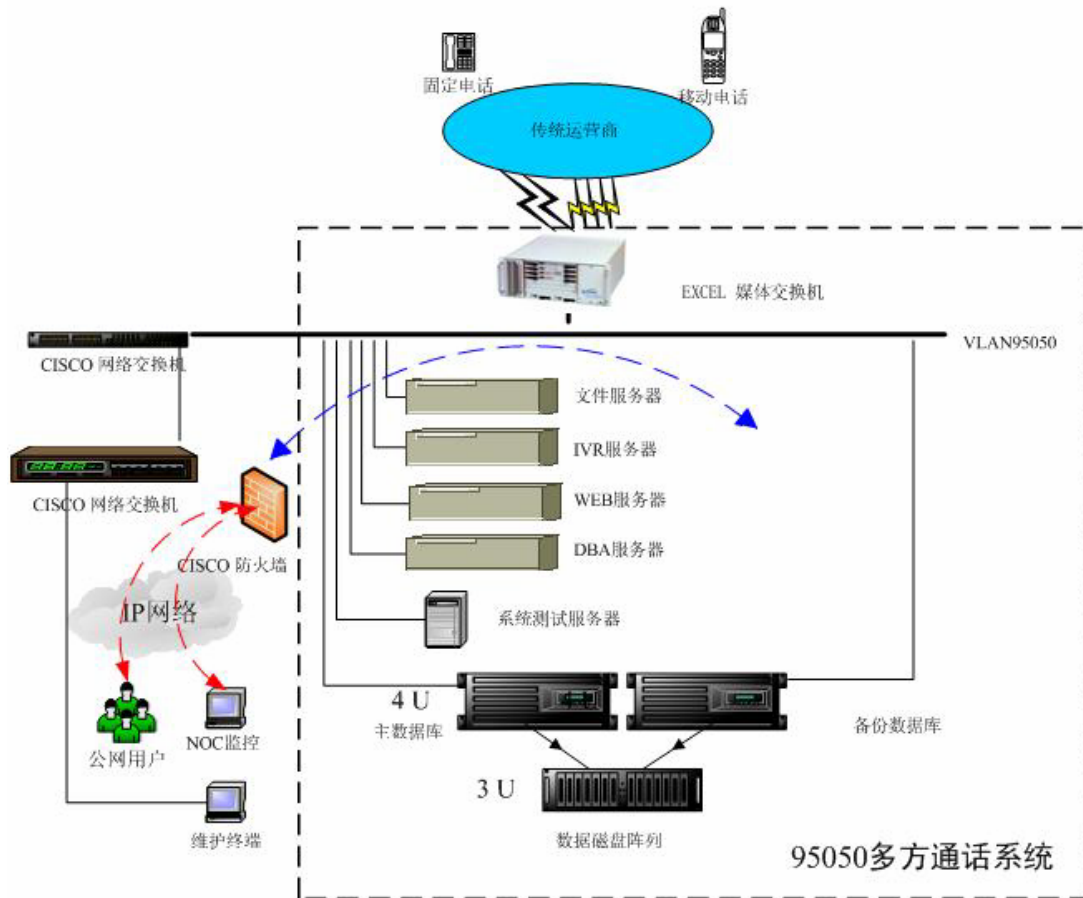 固定电话
移动电话
传统运营商
EXCEL 媒体交换机
VLAN95050
CISCO 网络交换机
文件服务器
IVR服务器
CISCO 网络交换机
WEB服务器
DBA服务器
CISCO 防火墙
IP网络
系统测试服务器
4 U
主数据库
备份数据库
NOC监控
公网用户
3 U
维护终端
数据磁盘阵列
95050多方通话系统